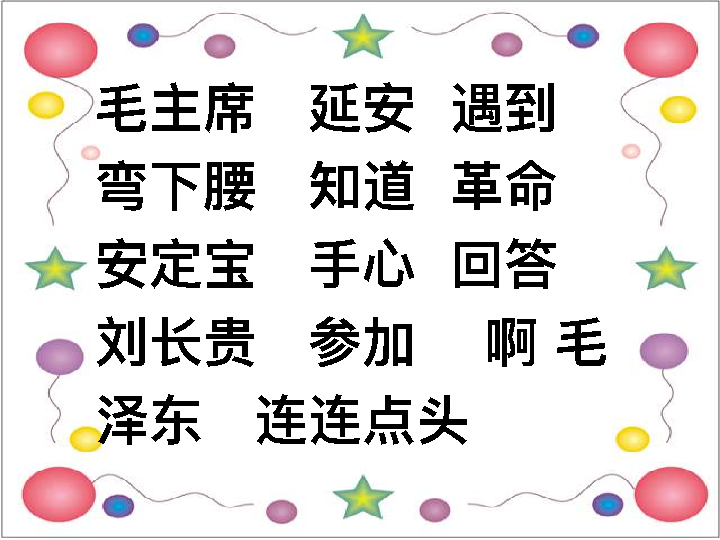 毛主席 延安 遇到
弯下腰 知道 革命
安定宝 手心 回答
刘长贵 参加 啊 毛
泽东 连连点头